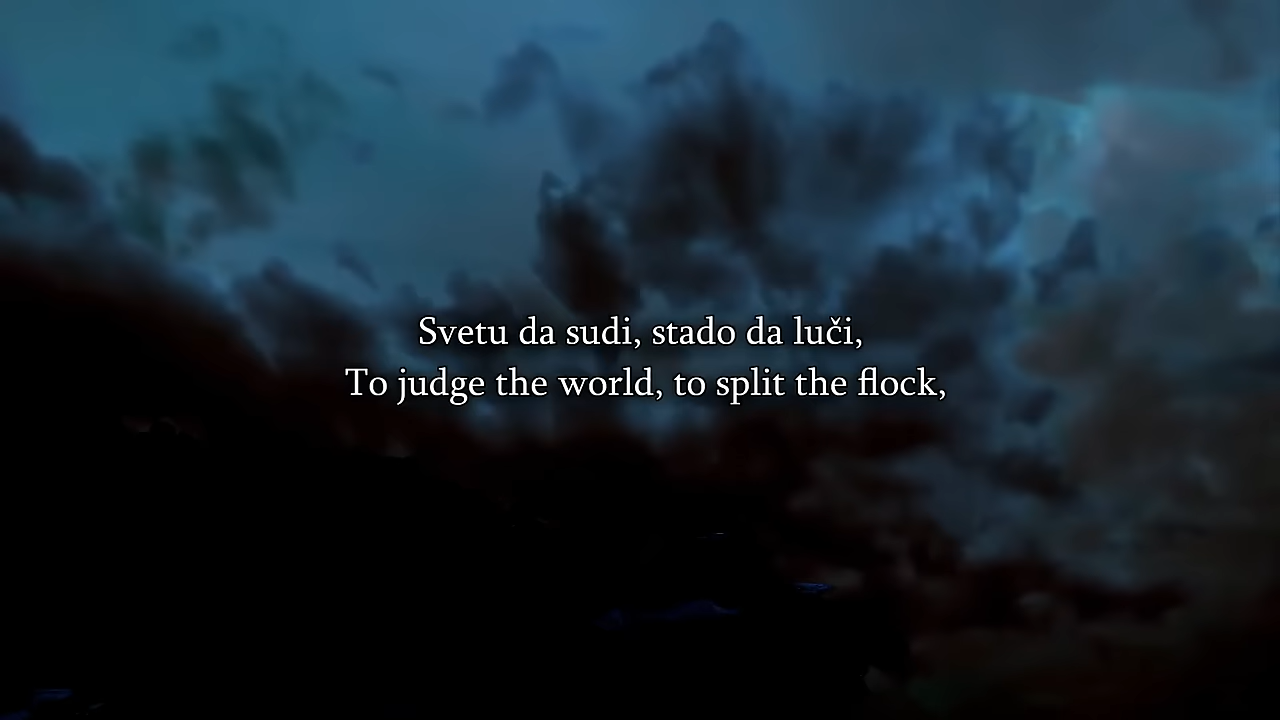 Svetu da sudi, stado da luči,
To judge the world, to split the flock,